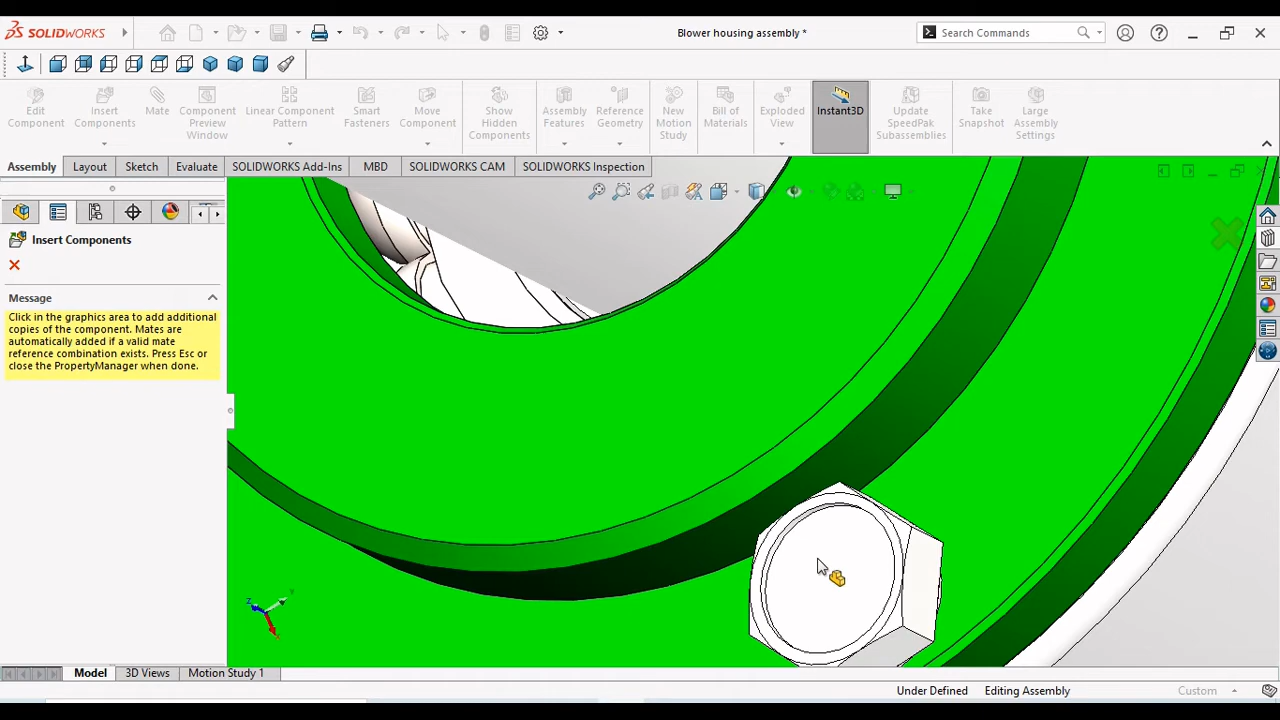 SOLIDWORKS
Blower housing assembly *
Search Commands
Edit Component
Insert Components
Mate
Component Preview Window
Linear Component Pattern
Smart Fasteners
Move Component
Show Hidden Components
Assembly Features
Reference Geometry
New Motion Study
Bill of Materials
Exploded View
Instant3D
Update SpeedPak Subassemblies
Take Snapshot
Large Assembly Settings
Assembly
Layout
Sketch
Evaluate
SOLIDWORKS Add-Ins
MBD
SOLIDWORKS CAM
SOLIDWORKS Inspection
Insert Components
Message
Click in the graphics area to add additional
copies of the component. Mates are
automatically added if a valid mate
reference combination exists. Press Esc or
close the PropertyManager when done.
Model
3D Views
Motion Study 1
Under Defined
Editing Assembly
Custom